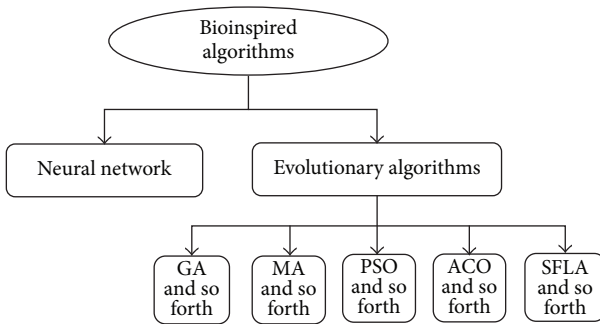 Bioinspired
algorithms
Neural network
Evolutionary algorithms
GA
and so
forth
MA
and so
forth
PSO
and so
forth
ACO
and so
forth
SFLA
and so
forth